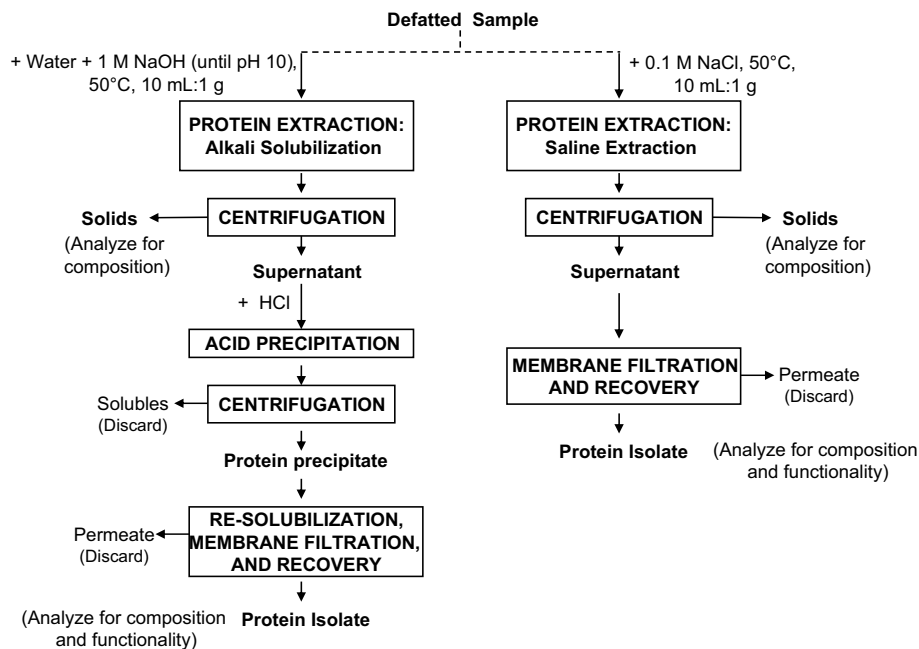 Defatted Sample
+ Water + 1 M NaOH (until pH 10),
50°C, 10 mL:1 g
PROTEIN EXTRACTION:
Alkali Solubilization
CENTRIFUGATION
Solids
(Analyze for
composition)
Supernatant
+ HCl
ACID PRECIPITATION
CENTRIFUGATION
Solubles
(Discard)
Protein precipitate
RE-SOLUBILIZATION,
MEMBRANE FILTRATION,
AND RECOVERY
Permeate
(Discard)
Protein Isolate
(Analyze for composition
and functionality)
+ 0.1 M NaCl, 50°C,
10 mL:1 g
PROTEIN EXTRACTION:
Saline Extraction
CENTRIFUGATION
Solids
(Analyze for
composition)
Supernatant
MEMBRANE FILTRATION
AND RECOVERY
Permeate
(Discard)
Protein Isolate
(Analyze for composition
and functionality)